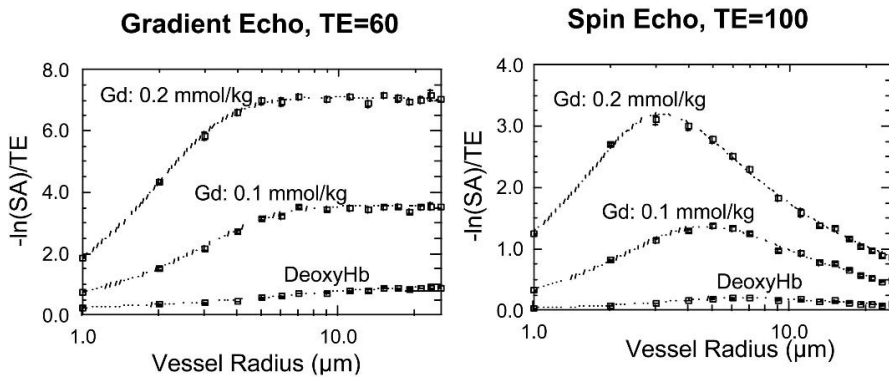 Gradient Echo, TE=60
8.0
6.0
4.0
2.0
0.0
-ln(SA)/TE
Gd: 0.2 mmol/kg
Gd: 0.1 mmol/kg
DeoxyHb
1.0
10.0
Vessel Radius (µm)
Spin Echo, TE=100
4.0
3.0
2.0
1.0
0.0
-ln(SA)/TE
Gd: 0.2 mmol/kg
Gd: 0.1 mmol/kg
DeoxyHb
1.0
10.0
Vessel Radius (µm)